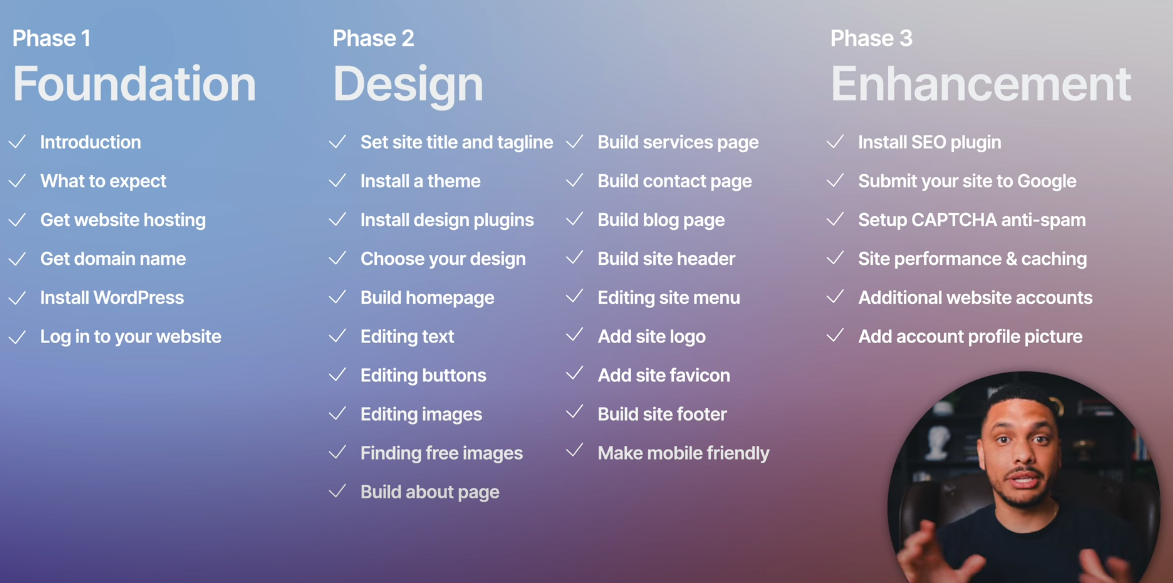 Phase 1
Foundation
Introduction
What to expect
Get website hosting
Get domain name
Install WordPress
Log in to your website
Phase 2
Design
Set site title and tagline
Install a theme
Install design plugins
Choose your design
Build homepage
Editing text
Editing buttons
Editing images
Finding free images
Build about page
Build services page
Build contact page
Build blog page
Build site header
Editing site menu
Add site logo
Add site favicon
Build site footer
Make mobile friendly
Phase 3
Enhancement
Install SEO plugin
Submit your site to Google
Setup CAPTCHA anti-spam
Site performance & caching
Additional website accounts
Add account profile picture